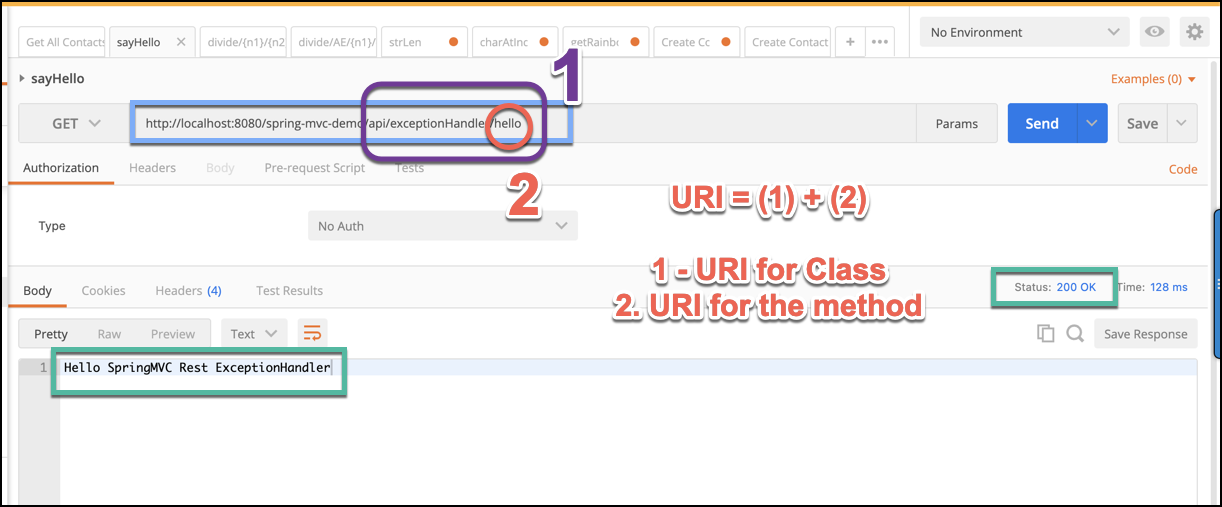 Get All Contacts
sayHello
divide/{n1}/{n2
divide/AE/{n1}/
strLen
charAtInc
getRainb
Create Cc
Create Contact
No Environment
1
sayHello
Examples (0)
GET
http://localhost:8080/spring-mvc-demo/api/exceptionHandler/hello
Params
Send
Save
Authorization
Headers
Body
Pre-request Script
Tests
Code
2
URI = (1) + (2)
Type
No Auth
1 - URI for Class
2. URI for the method
Body
Cookies
Headers (4)
Test Results
Status: 200 OK
Time: 128 ms
Pretty
Raw
Preview
Text
Save Response
1
Hello SpringMVC Rest ExceptionHandler